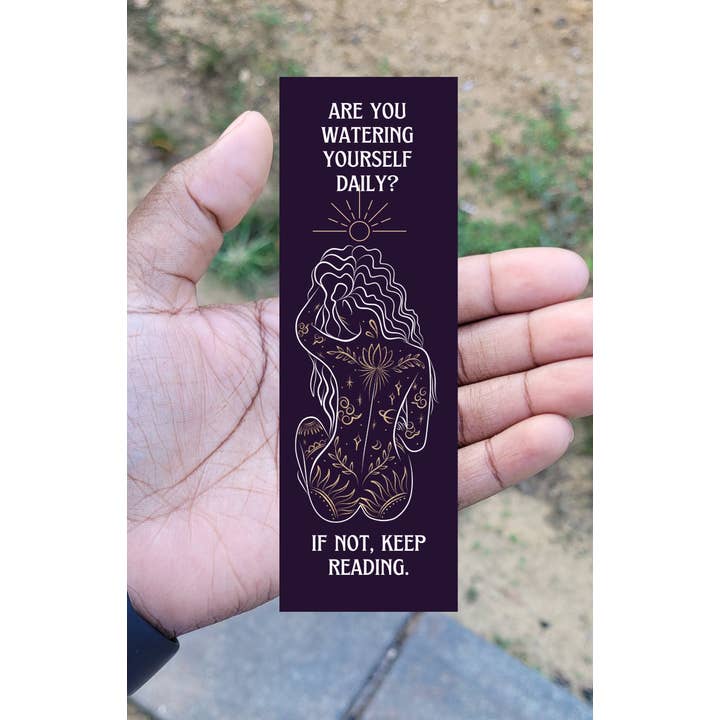 ARE YOU
WATERING
YOURSELF
DAILY?
IF NOT, KEEP
READING.